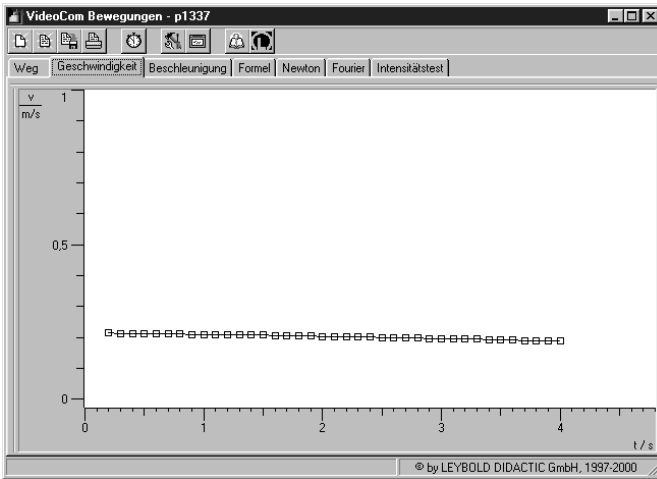 VideoCom Bewegungen - p1337
Weg Geschwindigkeit Beschleunigung Formel Newton Fourier Intensitätstest
v
m/s
1
0,5
0
0 1 2 3 4
t / s
© by LEYBOLD DIDACTIC GmbH, 1997-2000